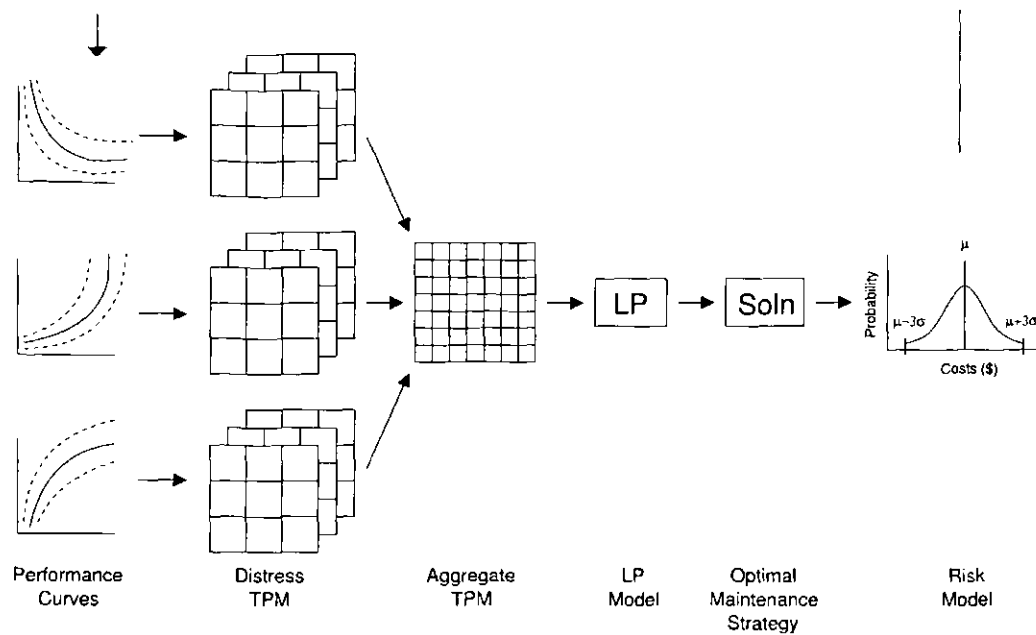 LP
Soln
Probability
μ
μ-3σ
μ+3σ
Costs ($)
Performance
Curves
Distress
TPM
Aggregate
TPM
LP
Model
Optimal
Maintenance
Strategy
Risk
Model